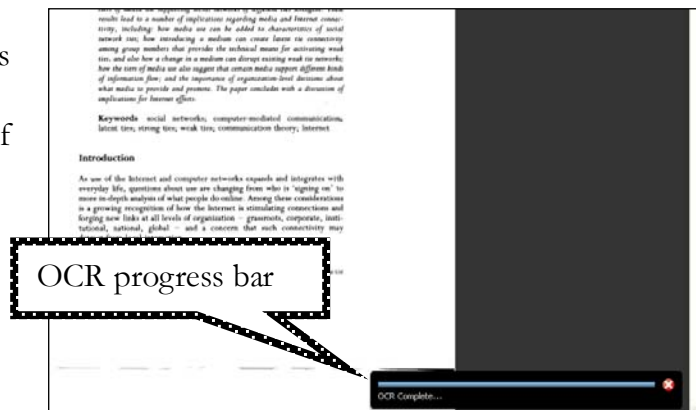 s
of
tiers of media for supporting social networks of different ties
results lead to a number of implications regarding media and Internet connec-
tivity, including: how media use can be added to characteristics of social
network ties; how introducing a medium can create latent tie connectivity
among group members that provides the technical means for activating weak
ties, and also how a change in a medium can disrupt existing weak tie networks;
how the tiers of media use also suggest that certain media support different kinds
of information flow; and the importance of organization-level decisions about
what media to provide and promote. The paper concludes with a discussion of
implications for Internet effects.
Keywords social networks; computer-mediated communication,
latent ties; strong ties; weak ties; communication theory; Internet
Introduction
As use of the Internet and computer networks expands and integrates with
everyday life, questions about use are changing from who is 'signing on' to
more in-depth analysis of what people do online. Among these considerations
is a growing recognition of how the Internet is stimulating connections and
forging new links at all levels of organization – grassroots, corporate, insti-
tutional, national, global – and a concern that such connectivity may
OCR progress bar
OCR Complete...